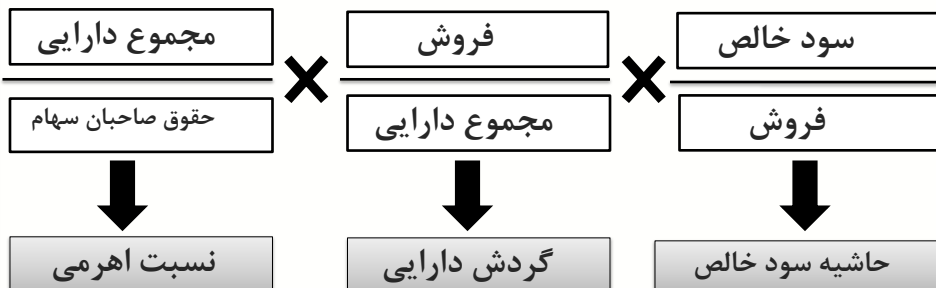 سود خالص × فروش × مجموع دارایی
فروش مجموع دارایی حقوق صاحبان سهام
حاشیه سود خالص گردش دارایی نسبت اهرمی